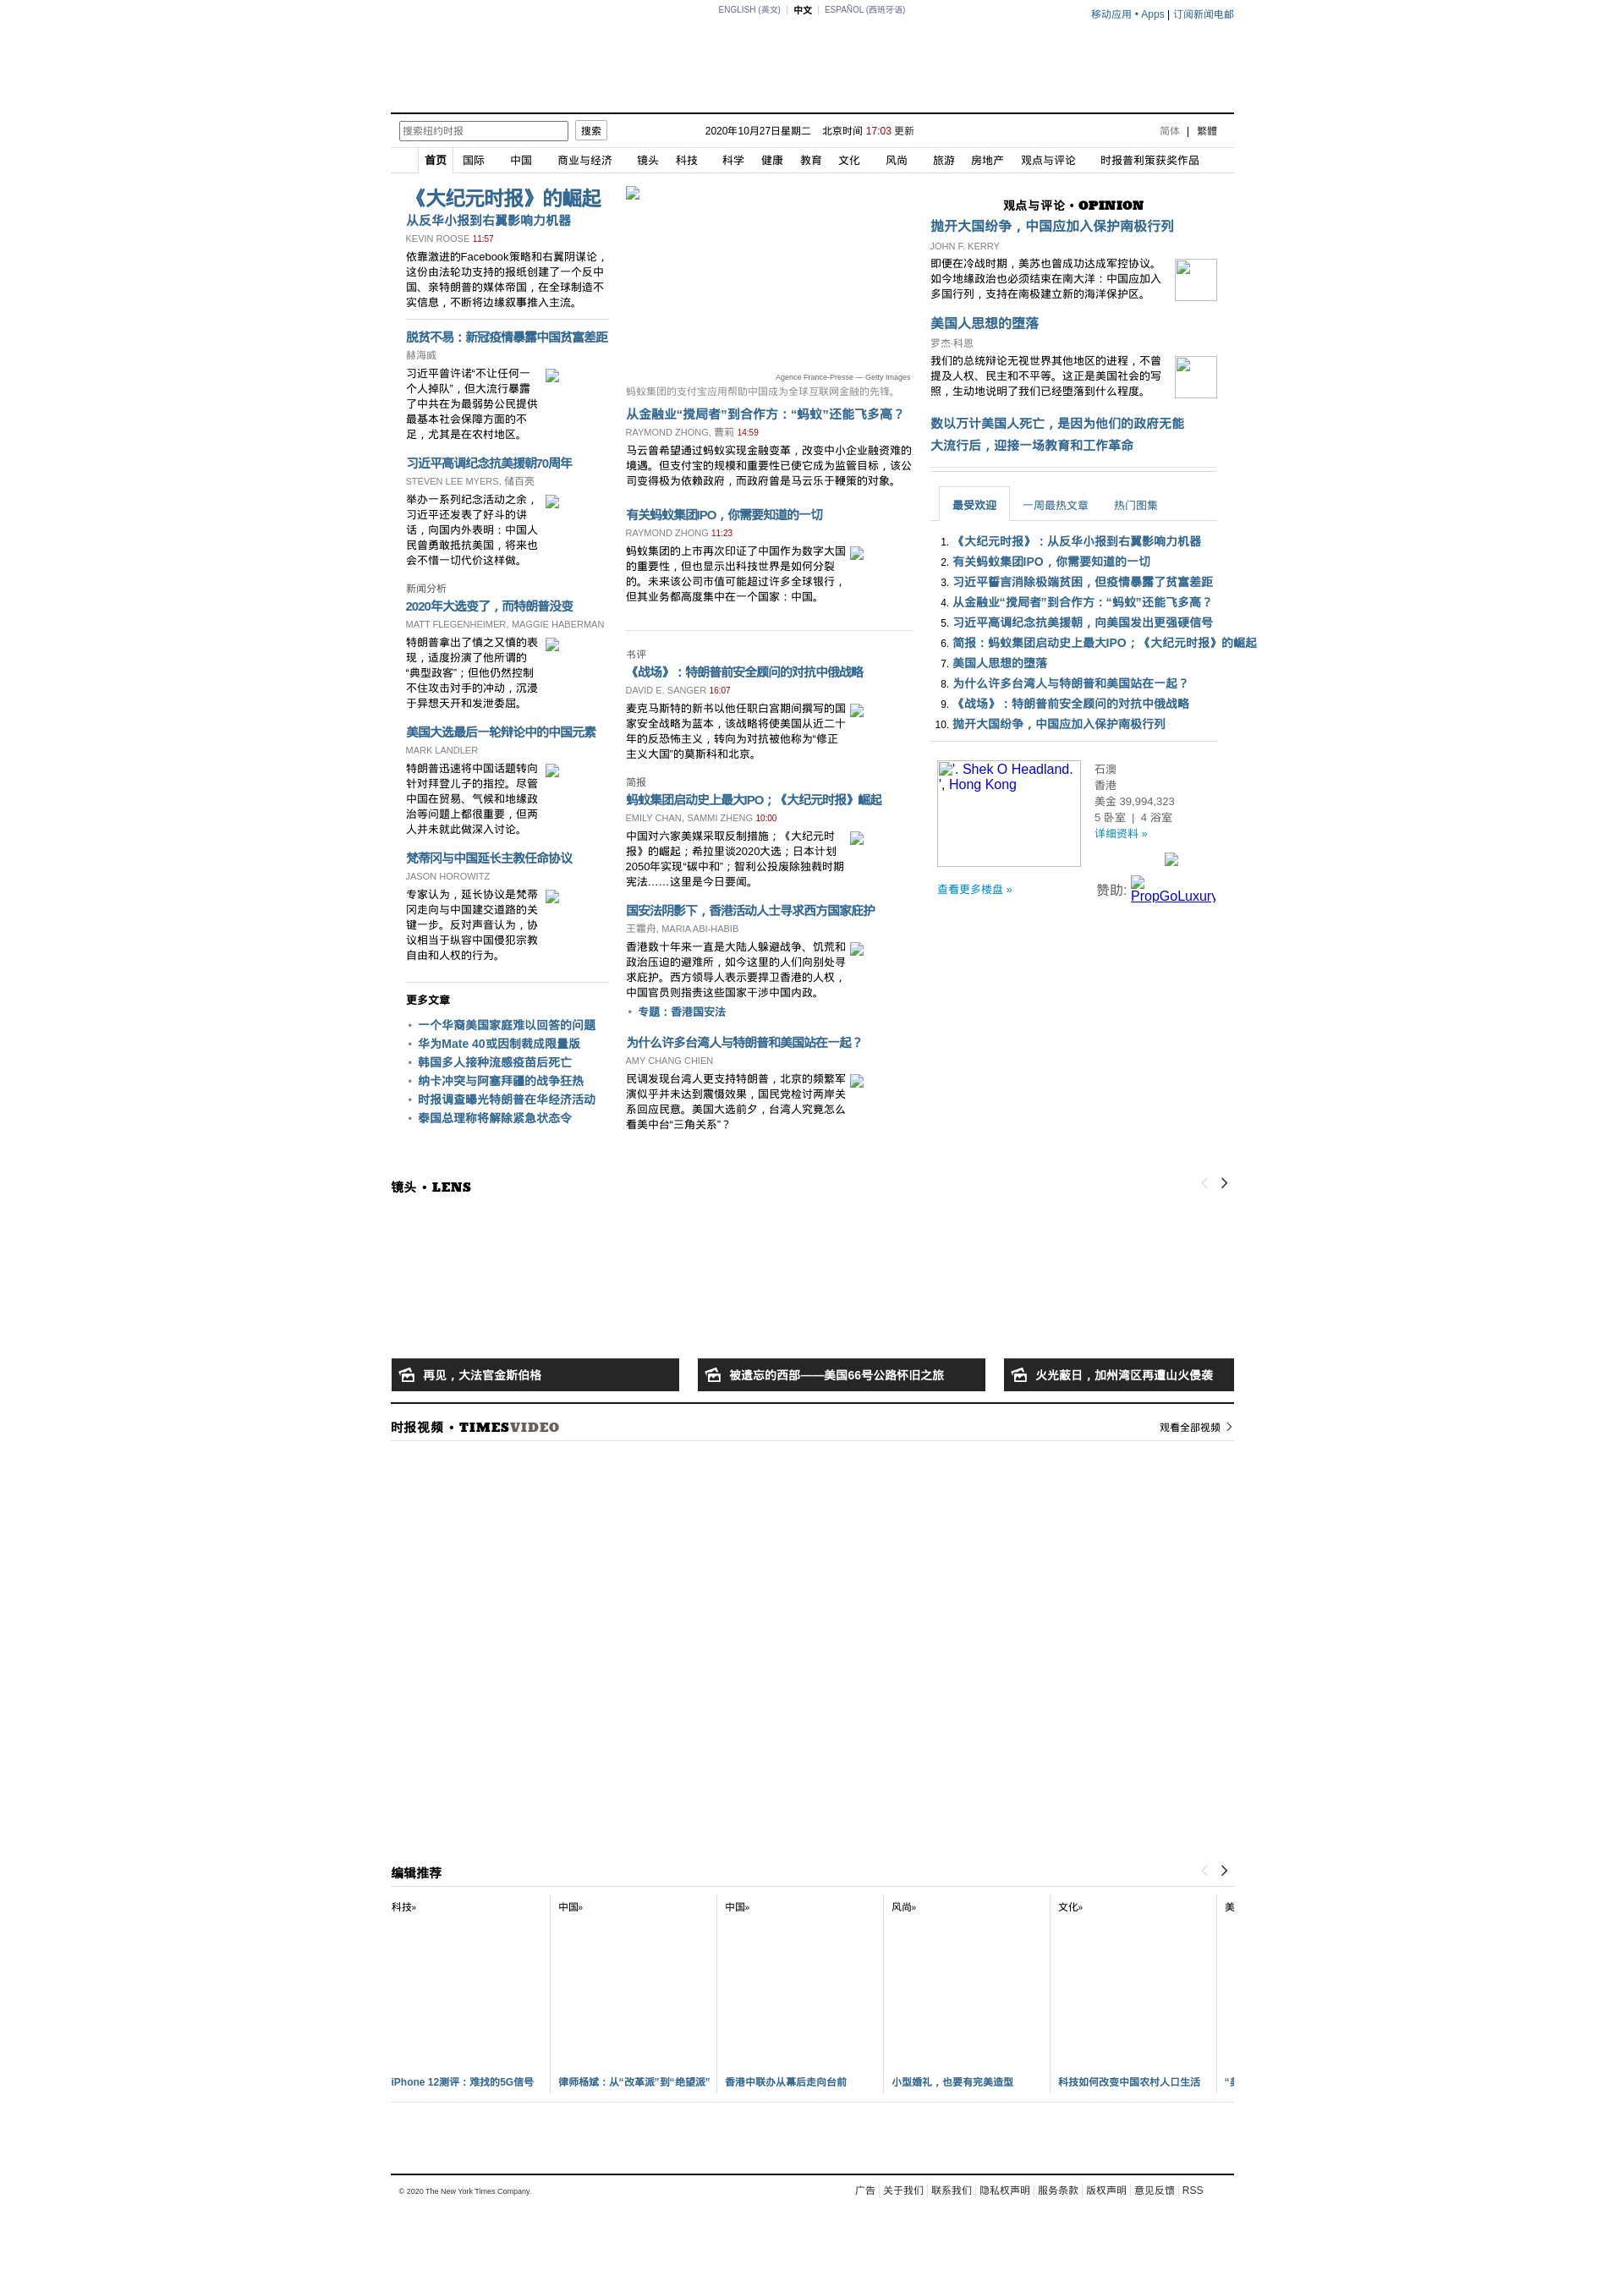 ENGLISH (英文) | 中文 | ESPAÑOL (西班牙语)
移动应用 • Apps | 订阅新闻电邮
搜索纽约时报 搜索 2020年10月27日星期二 北京时间 17:03 更新 简体 | 繁體
首页 国际 中国 商业与经济 镜头 科技 科学 健康 教育 文化 风尚 旅游 房地产 观点与评论 时报普利策获奖作品
《大纪元时报》的崛起
从反华小报到右翼影响力机器
KEVIN ROOSE 11:57
依靠激进的Facebook策略和右翼阴谋论，
这份由法轮功支持的报纸创建了一个反中
国、亲特朗普的媒体帝国，在全球制造不
实信息，不断将边缘叙事推入主流。
脱贫不易：新冠疫情暴露中国贫富差距
赫海威
习近平曾许诺“不让任何一
个人掉队”，但大流行暴露
了中共在为最弱势公民提供
最基本社会保障方面的不
足，尤其是在农村地区。
习近平高调纪念抗美援朝70周年
STEVEN LEE MYERS, 储百亮
举办一系列纪念活动之余，
习近平还发表了好斗的讲
话，向国内外表明：中国人
民曾勇敢抵抗美国，将来也
会不惜一切代价这样做。
新闻分析
2020年大选变了，而特朗普没变
MATT FLEGENHEIMER, MAGGIE HABERMAN
特朗普拿出了慎之又慎的表
现，适度扮演了他所谓的
“典型政客”；但他仍然控制
不住攻击对手的冲动，沉浸
于异想天开和发泄委屈。
美国大选最后一轮辩论中的中国元素
MARK LANDLER
特朗普迅速将中国话题转向
针对拜登儿子的指控。尽管
中国在贸易、气候和地缘政
治等问题上都很重要，但两
人并未就此做深入讨论。
梵蒂冈与中国延长主教任命协议
JASON HOROWITZ
专家认为，延长协议是梵蒂
冈走向与中国建交道路的关
键一步。反对声音认为，协
议相当于纵容中国侵犯宗教
自由和人权的行为。
更多文章
• 一个华裔美国家庭难以回答的问题
• 华为Mate 40或因制裁成限量版
• 韩国多人接种流感疫苗后死亡
• 纳卡冲突与阿塞拜疆的战争狂热
• 时报调查曝光特朗普在华经济活动
• 泰国总理称将解除紧急状态令
Agence France-Presse — Getty Images
蚂蚁集团的支付宝应用帮助中国成为全球互联网金融的先锋。
从金融业“搅局者”到合作方：“蚂蚁”还能飞多高？
RAYMOND ZHONG, 曹莉 14:59
马云曾希望通过蚂蚁实现金融变革，改变中小企业融资难的
境遇。但支付宝的规模和重要性已使它成为监管目标，该公
司变得极为依赖政府，而政府曾是马云乐于鞭策的对象。
有关蚂蚁集团IPO，你需要知道的一切
RAYMOND ZHONG 11:23
蚂蚁集团的上市再次印证了中国作为数字大国
的重要性，但也显示出科技世界是如何分裂
的。未来该公司市值可能超过许多全球银行，
但其业务都高度集中在一个国家：中国。
书评
《战场》：特朗普前安全顾问的对抗中俄战略
DAVID E. SANGER 16:07
麦克马斯特的新书以他任职白宫期间撰写的国
家安全战略为蓝本，该战略将使美国从近二十
年的反恐怖主义，转向为对抗被他称为“修正
主义大国”的莫斯科和北京。
简报
蚂蚁集团启动史上最大IPO；《大纪元时报》崛起
EMILY CHAN, SAMMI ZHENG 10:00
中国对六家美媒采取反制措施；《大纪元时
报》的崛起；希拉里谈2020大选；日本计划
2050年实现“碳中和”；智利公投废除独裁时期
宪法……这里是今日要闻。
国安法阴影下，香港活动人士寻求西方国家庇护
王霜舟, MARIA ABI-HABIB
香港数十年来一直是大陆人躲避战争、饥荒和
政治压迫的避难所，如今这里的人们向别处寻
求庇护。西方领导人表示要捍卫香港的人权，
中国官员则指责这些国家干涉中国内政。
• 专题：香港国安法
为什么许多台湾人与特朗普和美国站在一起？
AMY CHANG CHIEN
民调发现台湾人更支持特朗普，北京的频繁军
演似乎并未达到震慑效果，国民党检讨两岸关
系回应民意。美国大选前夕，台湾人究竟怎么
看美中台“三角关系”？
观点与评论 • OPINION
抛开大国纷争，中国应加入保护南极行列
JOHN F. KERRY
即便在冷战时期，美苏也曾成功达成军控协议。
如今地缘政治也必须结束在南大洋：中国应加入
多国行列，支持在南极建立新的海洋保护区。
美国人思想的堕落
罗杰·科恩
我们的总统辩论无视世界其他地区的进程，不曾
提及人权、民主和不平等。这正是美国社会的写
照，生动地说明了我们已经堕落到什么程度。
数以万计美国人死亡，是因为他们的政府无能
大流行后，迎接一场教育和工作革命
最受欢迎 一周最热文章 热门图集
1. 《大纪元时报》：从反华小报到右翼影响力机器
2. 有关蚂蚁集团IPO，你需要知道的一切
3. 习近平誓言消除极端贫困，但疫情暴露了贫富差距
4. 从金融业“搅局者”到合作方：“蚂蚁”还能飞多高？
5. 习近平高调纪念抗美援朝，向美国发出更强硬信号
6. 简报：蚂蚁集团启动史上最大IPO；《大纪元时报》的崛起
7. 美国人思想的堕落
8. 为什么许多台湾人与特朗普和美国站在一起？
9. 《战场》：特朗普前安全顾问的对抗中俄战略
10. 抛开大国纷争，中国应加入保护南极行列
'. Shek O Headland.
', Hong Kong
石澳
香港
美金 39,994,323
5 卧室 | 4 浴室
详细资料 »
查看更多楼盘 »
赞助: PropGoLuxury
镜头 • LENS
再见，大法官金斯伯格
被遗忘的西部——美国66号公路怀旧之旅
火光蔽日，加州湾区再遭山火侵袭
时报视频 • TIMESVIDEO 观看全部视频
编辑推荐
科技» 中国» 中国» 风尚» 文化» 美
iPhone 12测评：难找的5G信号
律师杨斌：从“改革派”到“绝望派”
香港中联办从幕后走向台前
小型婚礼，也要有完美造型
科技如何改变中国农村人口生活
© 2020 The New York Times Company.
广告 | 关于我们 | 联系我们 | 隐私权声明 | 服务条款 | 版权声明 | 意见反馈 | RSS